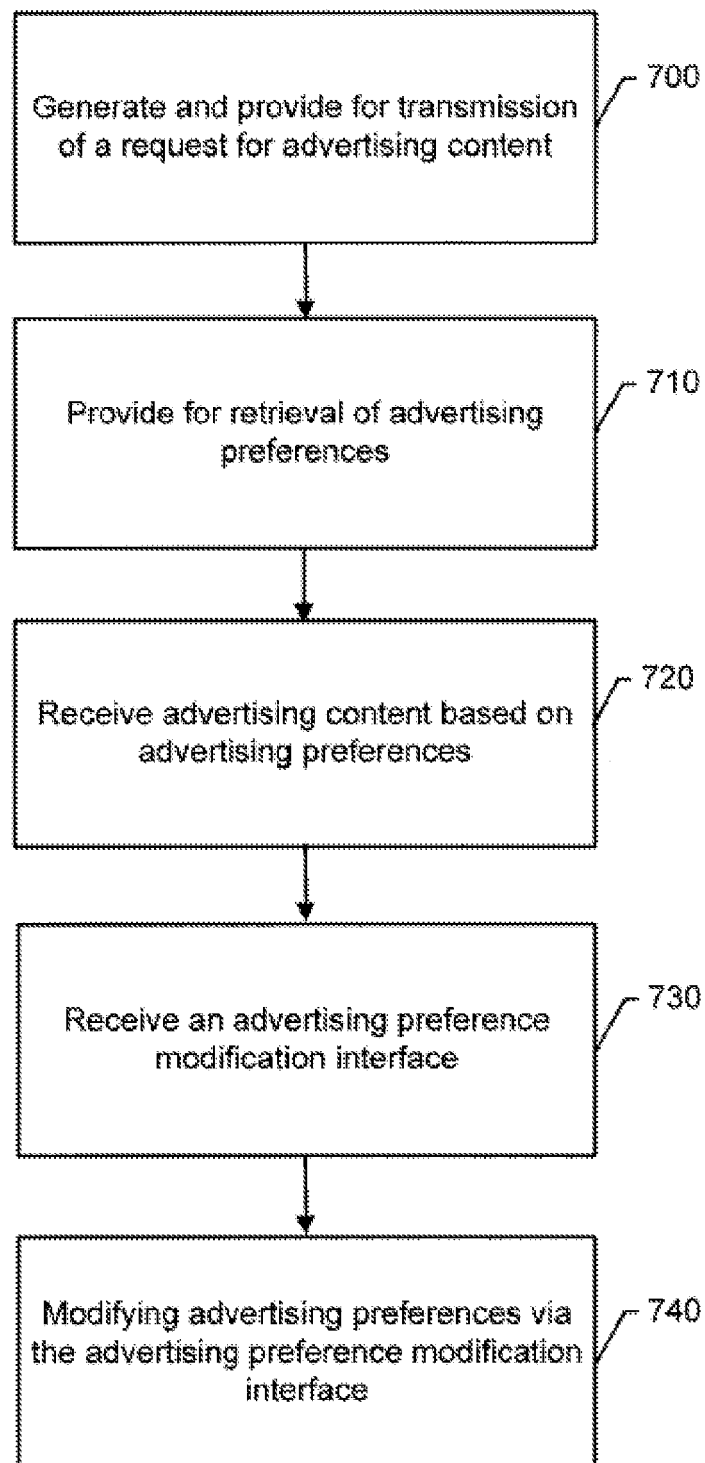 Generate and provide for transmission
of a request for advertising content
700
Provide for retrieval of advertising
preferences
710
Receive advertising content based on
advertising preferences
720
Receive an advertising preference
modification interface
730
Modifying advertising preferences via
the advertising preference modification
interface
740